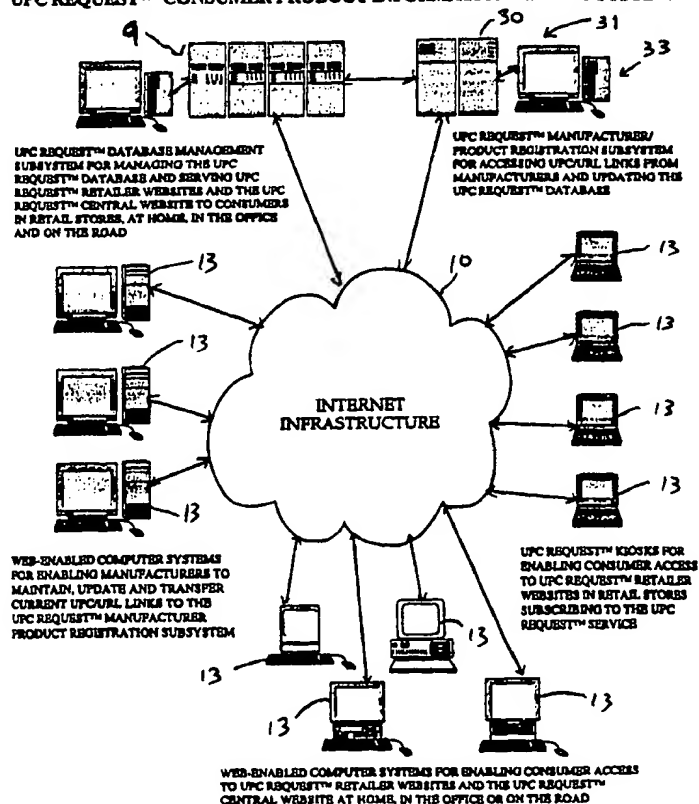 UPC REQUEST™ CONSUMER PRODUCT
9
30
31
33
UPC REQUEST™ DATABASE MANAGEMENT
SUBSYSTEM FOR MANAGING THE UPC
REQUEST™ DATABASE AND SERVING UPC
REQUEST™ RETAILER WEBSITES AND THE UPC
REQUEST™ CENTRAL WEBSITE TO CONSUMERS
IN RETAIL STORES, AT HOME, IN THE OFFICE
AND ON THE ROAD
UPC REQUEST™ MANUFACTURER/
PRODUCT REGISTRATION SUBSYSTEM
FOR ACCESSING UPC/URL LINKS FROM
MANUFACTURERS AND UPDATING THE
UPC REQUEST™ DATABASE
13
13
13
10
INTERNET
INFRASTRUCTURE
13
13
13
13
WEB-ENABLED COMPUTER SYSTEMS
FOR ENABLING MANUFACTURERS TO
MAINTAIN, UPDATE AND TRANSFER
CURRENT UPC/URL LINKS TO THE
UPC REQUEST™ MANUFACTURER
PRODUCT REGISTRATION SUBSYSTEM
UPC REQUEST™ KIOSKS FOR
ENABLING CONSUMER ACCESS
TO UPC REQUEST™ RETAILER
WEBSITES IN RETAIL STORES
SUBSCRIBING TO THE UPC
REQUEST™ SERVICE
13
13
13
13
WEB-ENABLED COMPUTER SYSTEMS FOR ENABLING CONSUMER ACCESS
TO UPC REQUEST™ RETAILER WEBSITES AND THE UPC REQUEST™
CENTRAL WEBSITE AT HOME, IN THE OFFICE OR ON THE ROAD